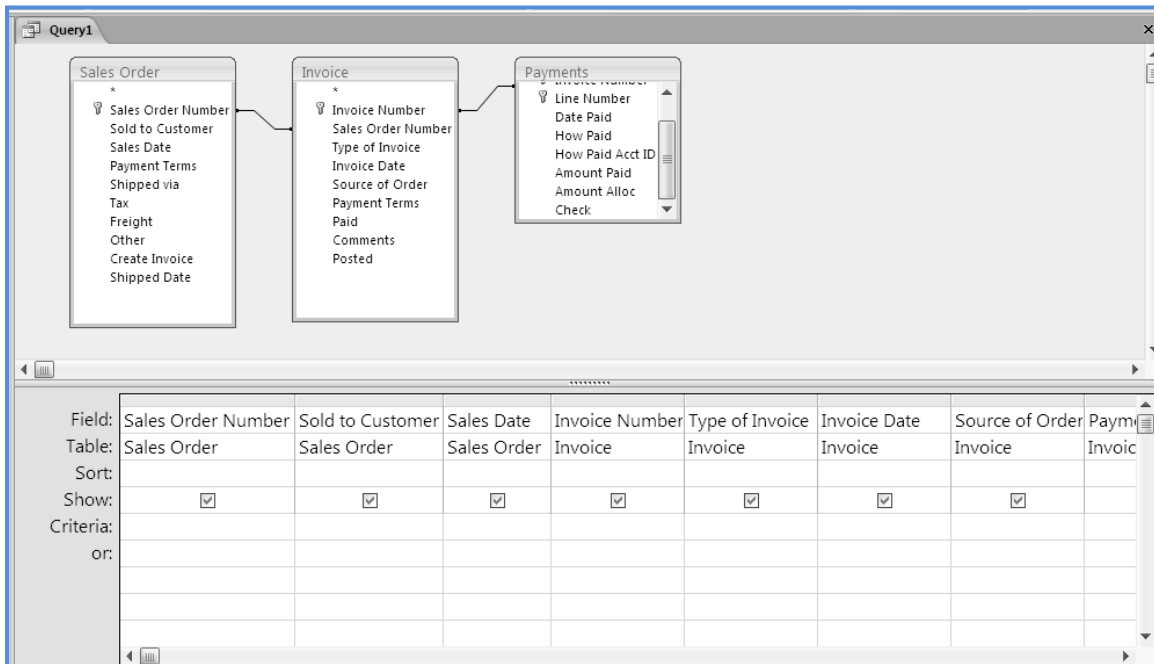 Query1
Sales Order
*
Sales Order Number
Sold to Customer
Sales Date
Payment Terms
Shipped via
Tax
Freight
Other
Create Invoice
Shipped Date
Invoice
*
Invoice Number
Sales Order Number
Type of Invoice
Invoice Date
Source of Order
Payment Terms
Paid
Comments
Posted
Payments
Invoice Number
Line Number
Date Paid
How Paid
How Paid Acct ID
Amount Paid
Amount Alloc
Check
Field: Sales Order Number Sold to Customer Sales Date Invoice Number Type of Invoice Invoice Date Source of Order Payme
Table: Sales Order Sales Order Sales Order Invoice Invoice Invoice Invoice Invoic
Sort:
Show:
Criteria:
or: